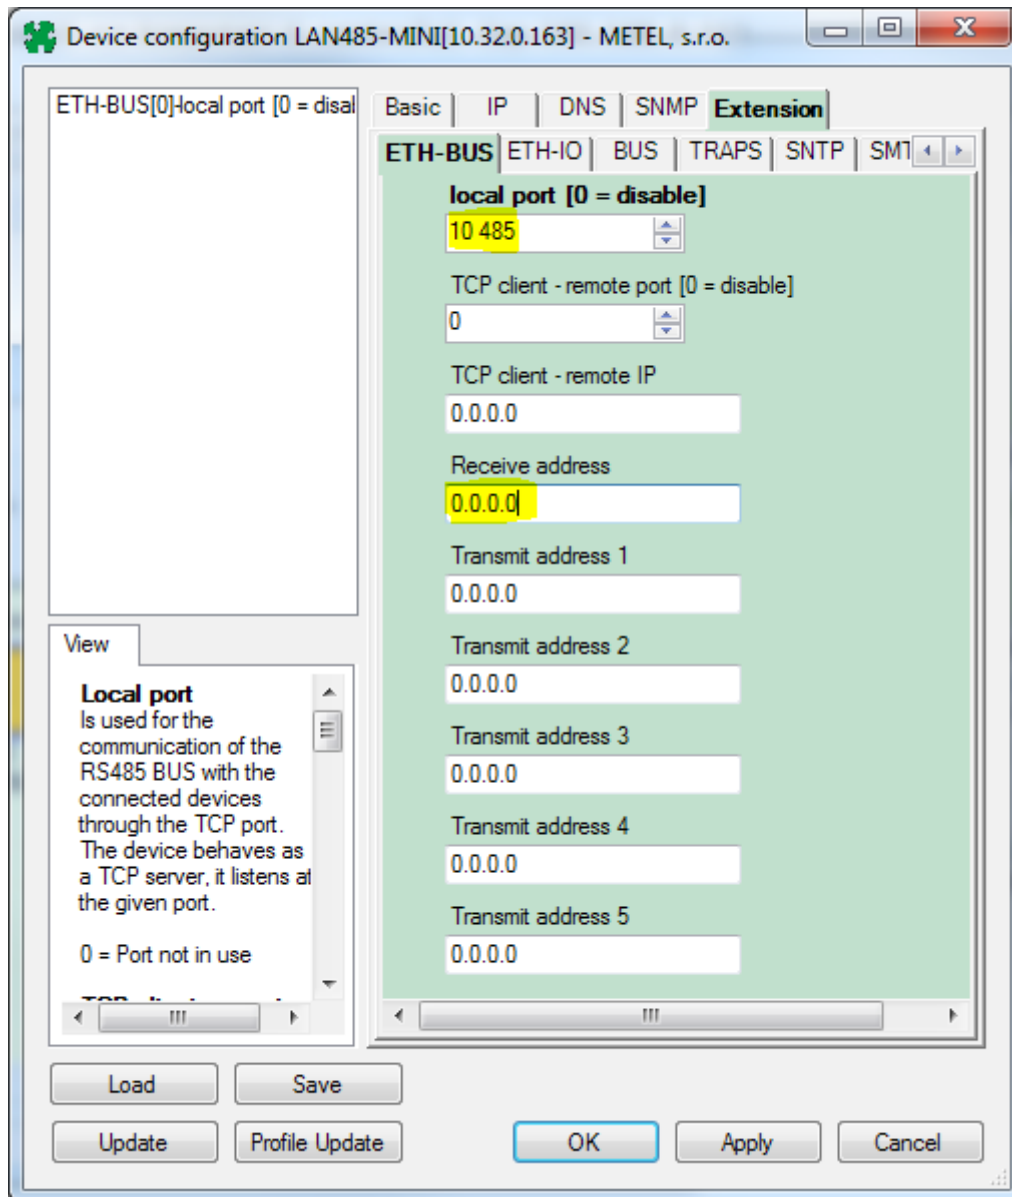 Device configuration LAN485-MINI[10.32.0.163] - METEL, s.r.o.
ETH-BUS[0]-local port [0 = disal
Basic IP DNS SNMP Extension
ETH-BUS ETH-IO BUS TRAPS SNTP SMT
local port [0 = disable]
10 485
TCP client - remote port [0 = disable]
0
TCP client - remote IP
0.0.0.0
Receive address
0.0.0.0
Transmit address 1
0.0.0.0
Transmit address 2
0.0.0.0
Transmit address 3
0.0.0.0
Transmit address 4
0.0.0.0
Transmit address 5
0.0.0.0
View
Local port
Is used for the
communication of the
RS485 BUS with the
connected devices
through the TCP port.
The device behaves as
a TCP server, it listens at
the given port.
0 = Port not in use
Load Save
Update Profile Update OK Apply Cancel